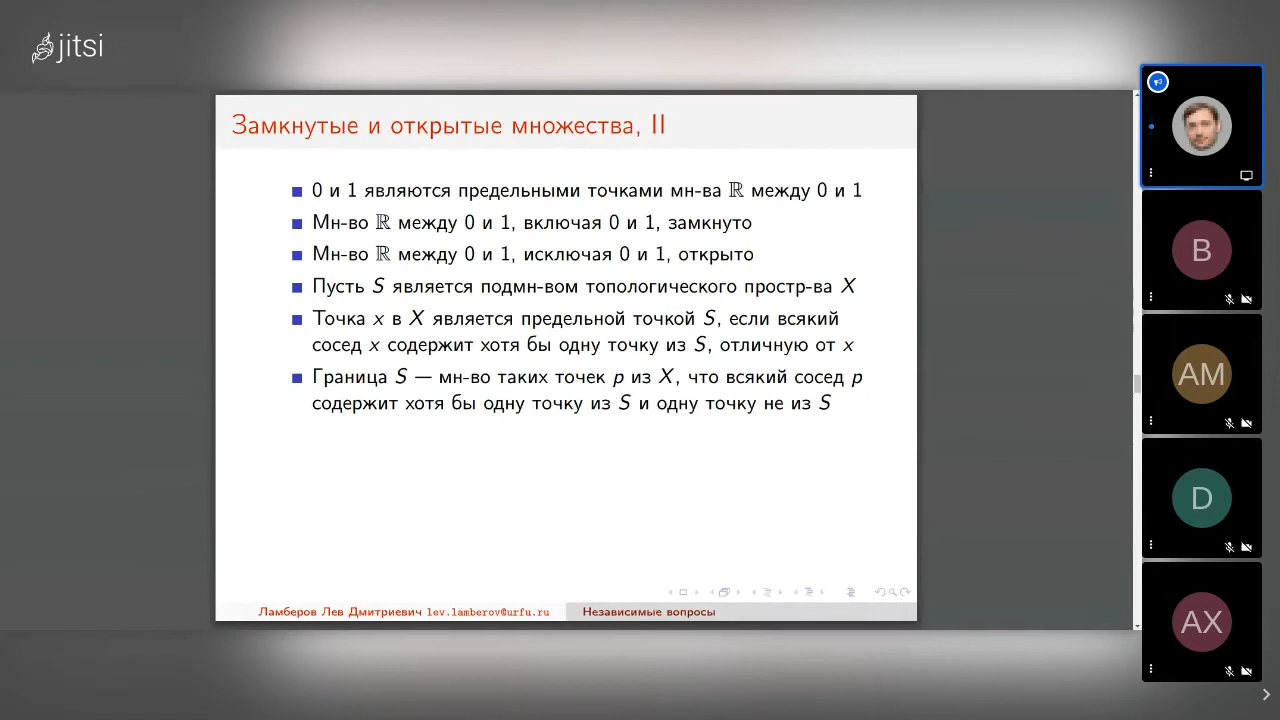 jitsi
Замкнутые и открытые множества, II
0 и 1 являются предельными точками мн-ва ℝ между 0 и 1
Мн-во ℝ между 0 и 1, включая 0 и 1, замкнуто
Мн-во ℝ между 0 и 1, исключая 0 и 1, открыто
Пусть S является подмн-вом топологического простр-ва X
Точка x в X является предельной точкой S, если всякий
сосед x содержит хотя бы одну точку из S, отличную от x
Граница S — мн-во таких точек p из X, что всякий сосед p
содержит хотя бы одну точку из S и одну точку не из S
Ламберов Лев Дмитриевич lev.lamberov@urfu.ru
Независимые вопросы
B
AM
D
AX